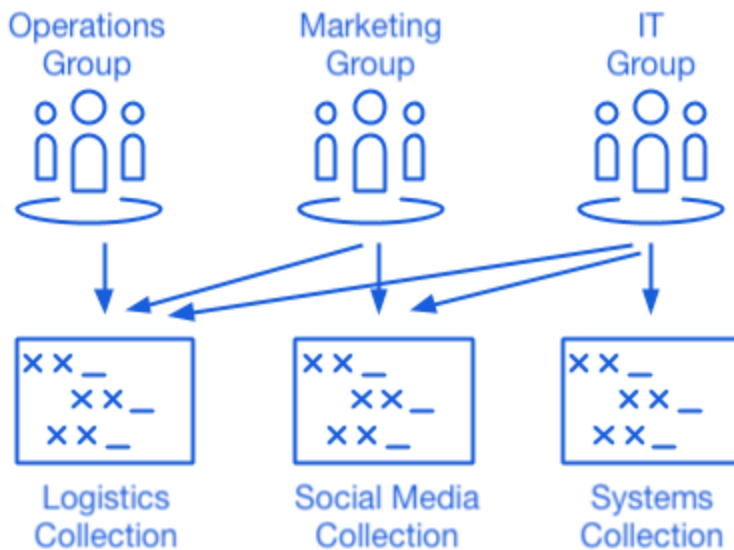 Operations
Group
Marketing
Group
IT
Group
Logistics
Collection
Social Media
Collection
Systems
Collection